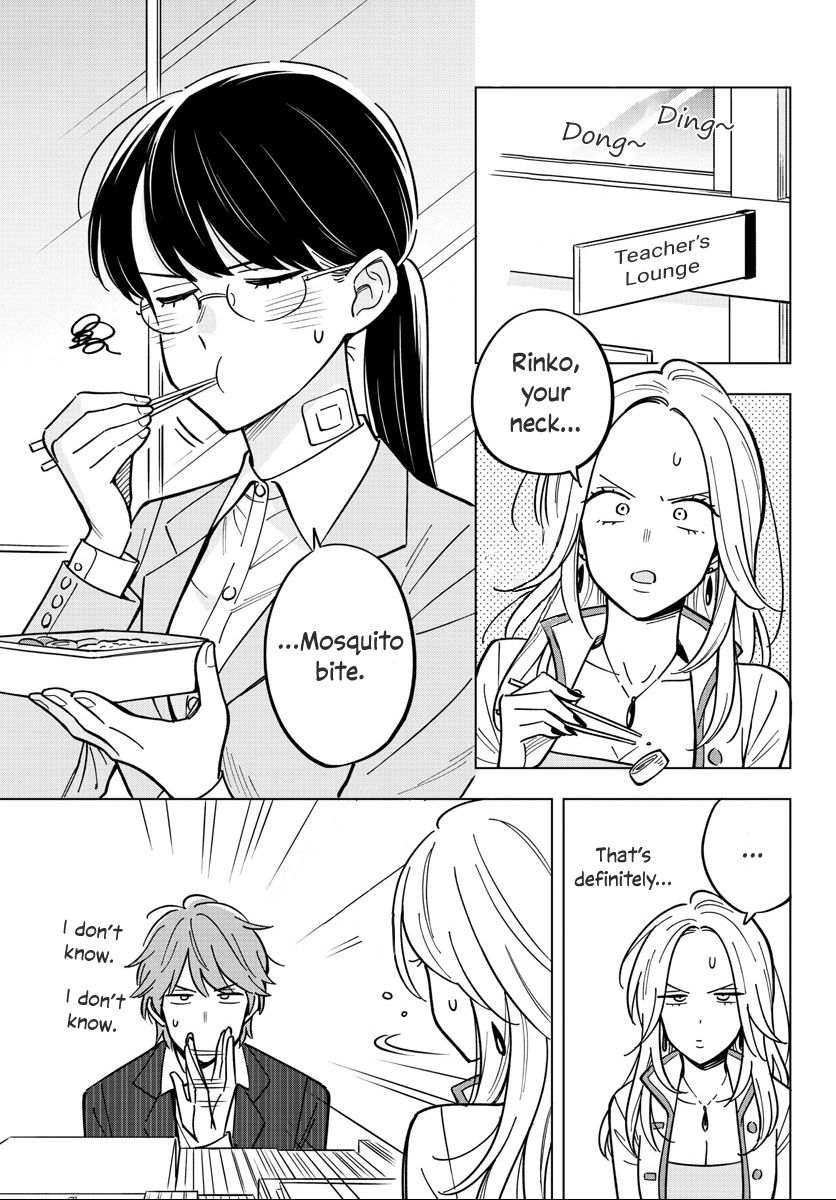 Ding~
Dong~
Teacher's
Lounge
Rinko,
your
neck...
...Mosquito
bite.
...
That's
definitely...
I don't
know.
I don't
know.